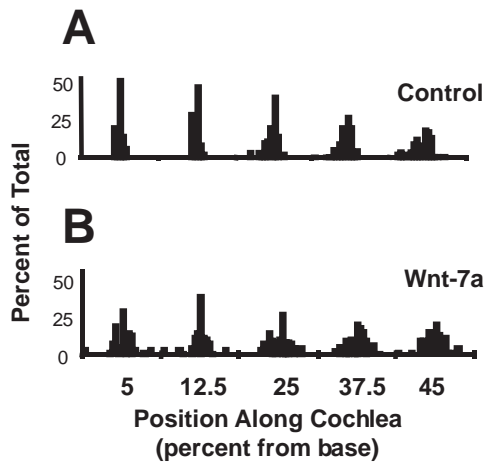 A
50
25
0
Control
Percent of Total
B
50
25
0
Wnt-7a
5 12.5 25 37.5 45
Position Along Cochlea
(percent from base)